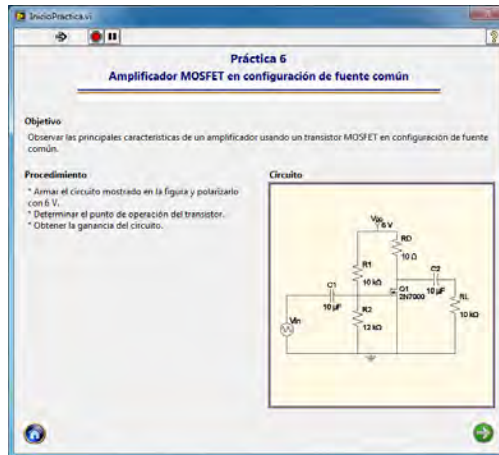 InicioPractica.vi
Práctica 6
Amplificador MOSFET en configuración de fuente común
Objetivo
Observar las principales características de un amplificador usando un transistor MOSFET en configuración de fuente
común.
Procedimiento
* Armar el circuito mostrado en la figura y polarizarlo
con 6 V.
* Determinar el punto de operación del transistor.
* Obtener la ganancia del circuito.
Circuito
6 V
RD
10 Ω
R1
10 kΩ
C1
10 µF
C2
10 µF
Q1
2N7000
RL
10 kΩ
R2
12 kΩ
Vin